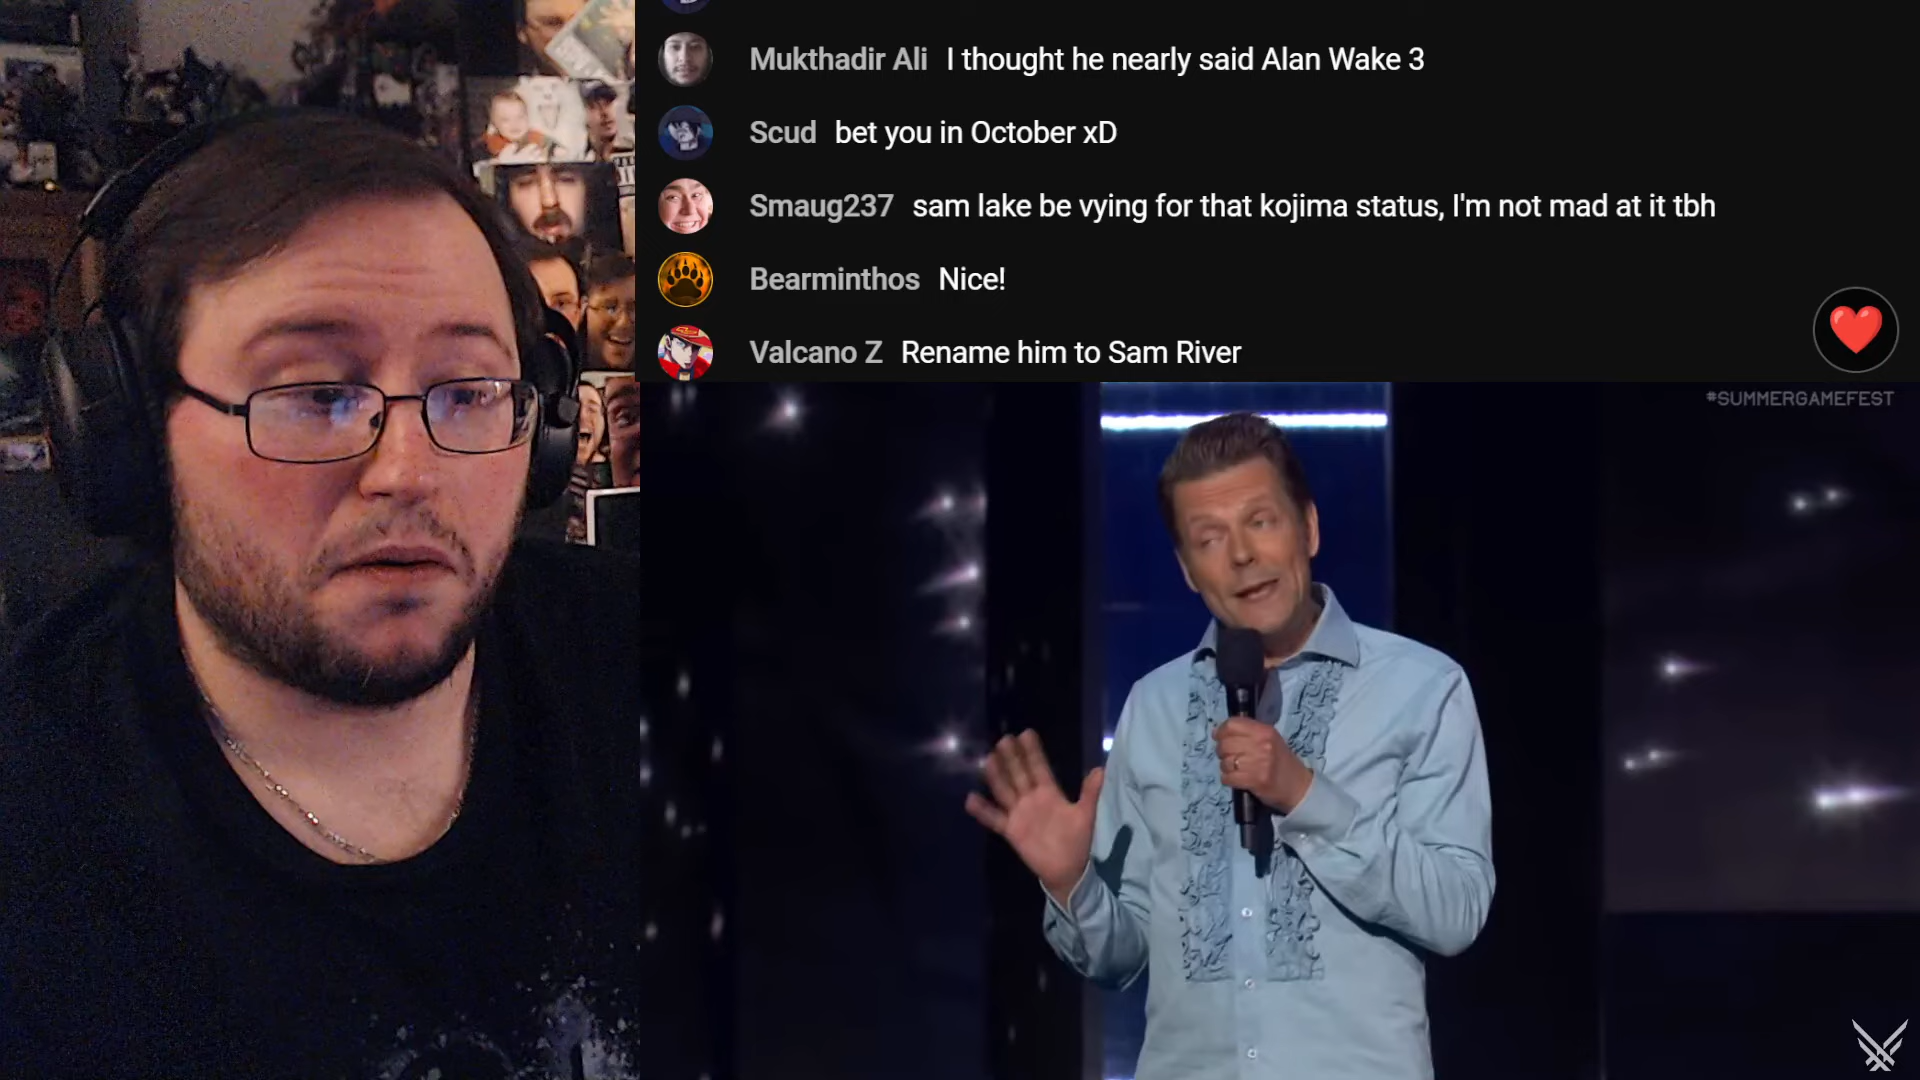 Mukthadir Ali I thought he nearly said Alan Wake 3
Scud bet you in October xD
Smaug237 sam lake be vying for that kojima status, I'm not mad at it tbh
Bearminthos Nice!
Valcano Z Rename him to Sam River
#SUMMERGAMEFEST